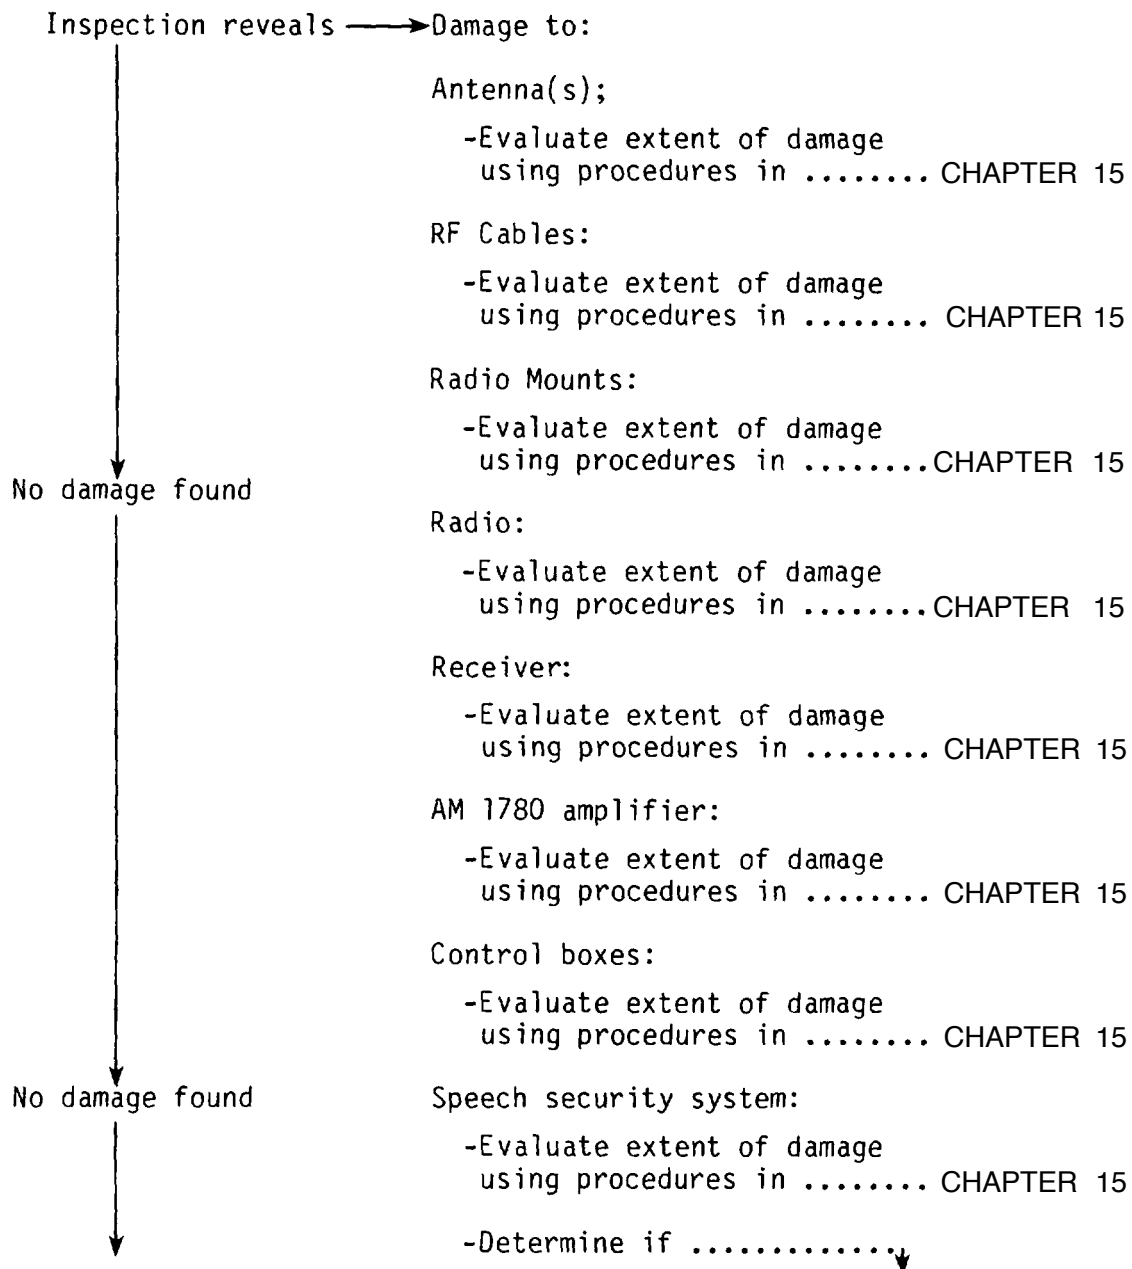 Inspection reveals Damage to:
Antenna(s);
-Evaluate extent of damage
using procedures in ........ CHAPTER 15
RF Cables:
-Evaluate extent of damage
using procedures in ........ CHAPTER 15
Radio Mounts:
-Evaluate extent of damage
using procedures in ........ CHAPTER 15
No damage found
Radio:
-Evaluate extent of damage
using procedures in ........ CHAPTER 15
Receiver:
-Evaluate extent of damage
using procedures in ........ CHAPTER 15
AM 1780 amplifier:
-Evaluate extent of damage
using procedures in ........ CHAPTER 15
Control boxes:
-Evaluate extent of damage
using procedures in ........ CHAPTER 15
No damage found
Speech security system:
-Evaluate extent of damage
using procedures in ........ CHAPTER 15
-Determine if .............